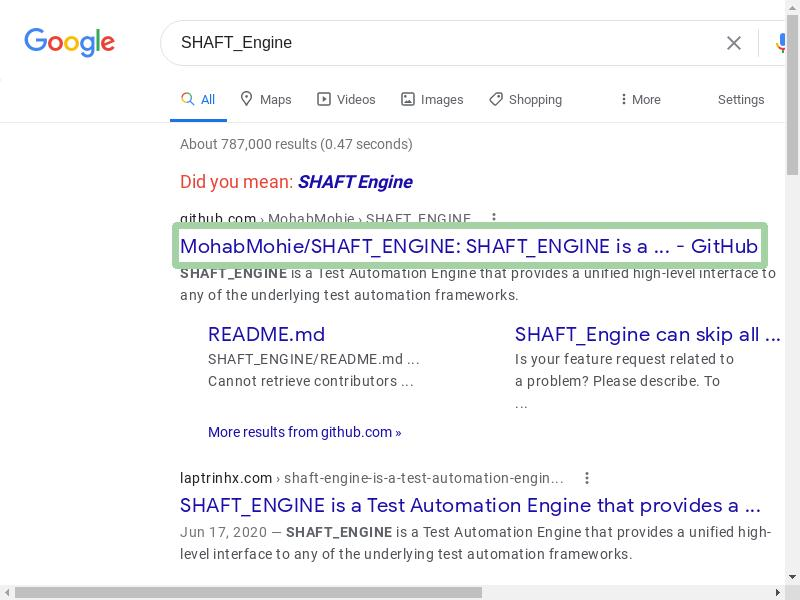 Google
SHAFT_Engine
All Maps Videos Images Shopping More Settings
About 787,000 results (0.47 seconds)
Did you mean: SHAFT Engine
github.com › MohabMohie › SHAFT_ENGINE
MohabMohie/SHAFT_ENGINE: SHAFT_ENGINE is a ... - GitHub
SHAFT_ENGINE is a Test Automation Engine that provides a unified high-level interface to
any of the underlying test automation frameworks.
README.md
SHAFT_ENGINE/README.md ...
Cannot retrieve contributors ...
SHAFT_Engine can skip all ...
Is your feature request related to
a problem? Please describe. To
...
More results from github.com »
laptrinhx.com › shaft-engine-is-a-test-automation-engin...
SHAFT_ENGINE is a Test Automation Engine that provides a ...
Jun 17, 2020 — SHAFT_ENGINE is a Test Automation Engine that provides a unified high-
level interface to any of the underlying test automation frameworks.